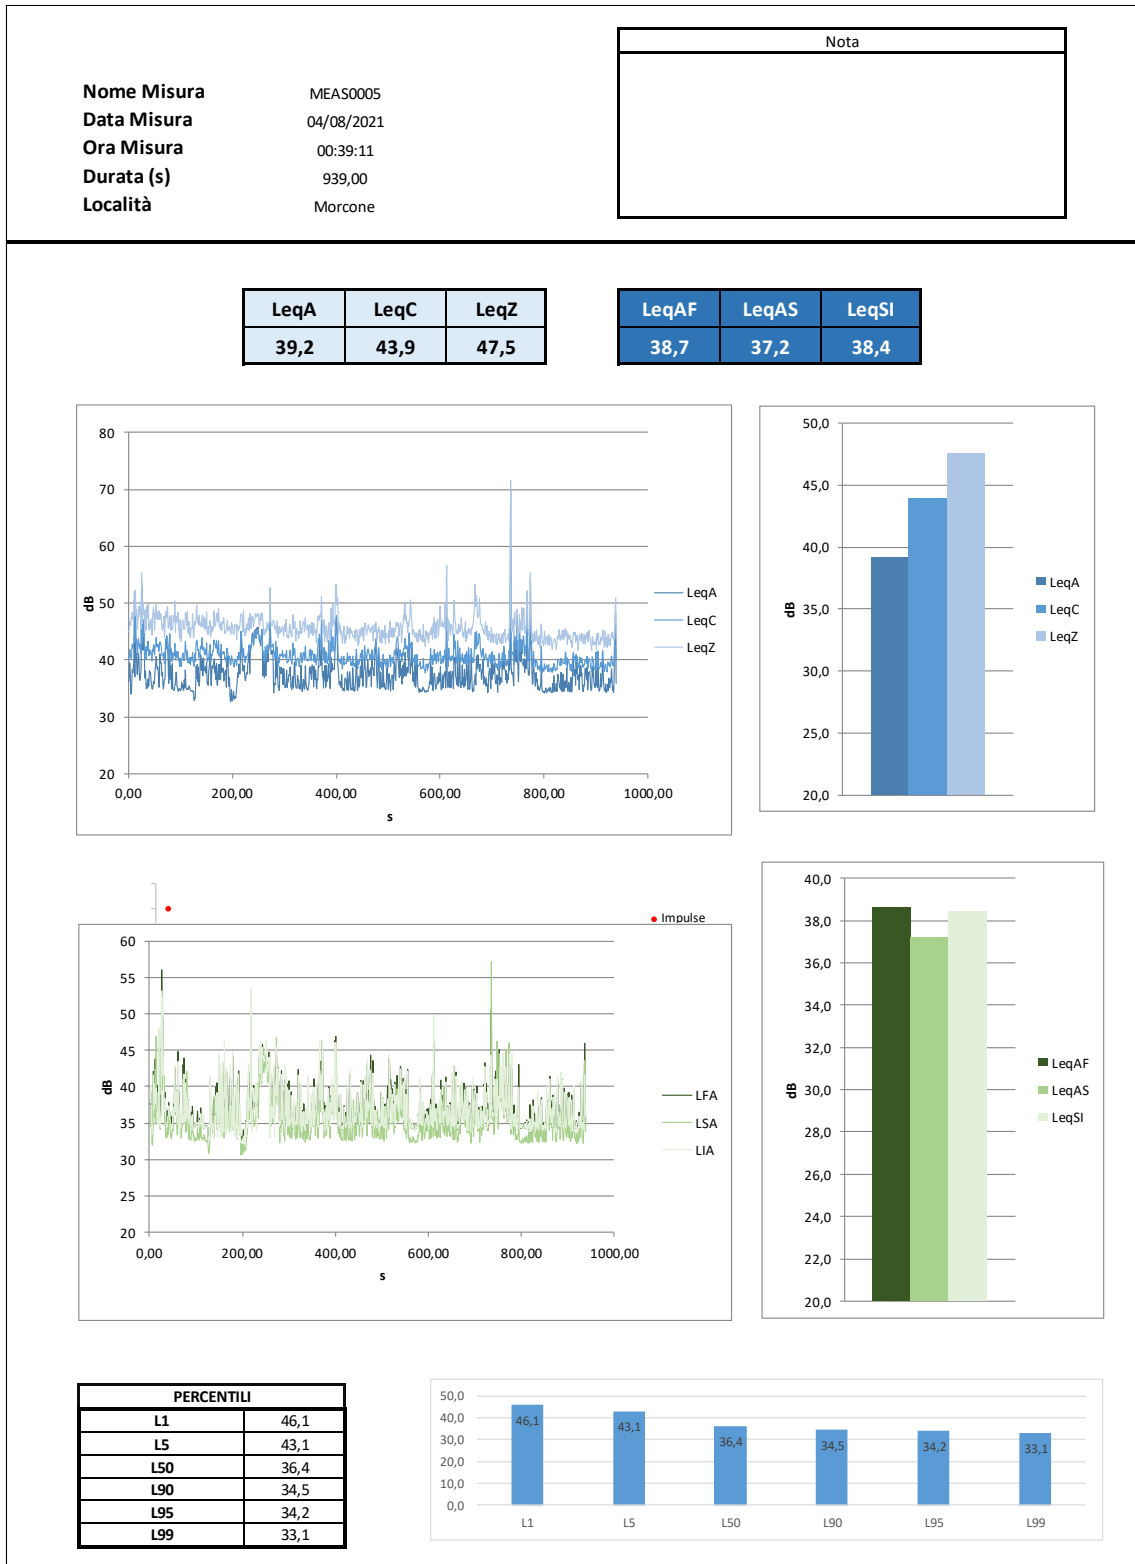 Nota
Nome Misura MEAS0005
Data Misura 04/08/2021
Ora Misura 00:39:11
Durata (s) 939,00
Località Morcone
LeqA LeqC LeqZ
39,2 43,9 47,5
LeqAF LeqAS LeqSI
38,7 37,2 38,4
80
70
60
50
40
30
20
dB
0,00 200,00 400,00 600,00 800,00 1000,00
s
LeqA
LeqC
LeqZ
50,0
45,0
40,0
35,0
30,0
25,0
20,0
dB
LeqA
LeqC
LeqZ
Impulse
60
55
50
45
40
35
30
25
20
dB
0,00 200,00 400,00 600,00 800,00 1000,00
s
LFA
LSA
LIA
40,0
38,0
36,0
34,0
32,0
30,0
28,0
26,0
24,0
22,0
20,0
dB
LeqAF
LeqAS
LeqSI
PERCENTILI
L1 46,1
L5 43,1
L50 36,4
L90 34,5
L95 34,2
L99 33,1
50,0
40,0
30,0
20,0
10,0
0,0
46,1 43,1 36,4 34,5 34,2 33,1
L1 L5 L50 L90 L95 L99